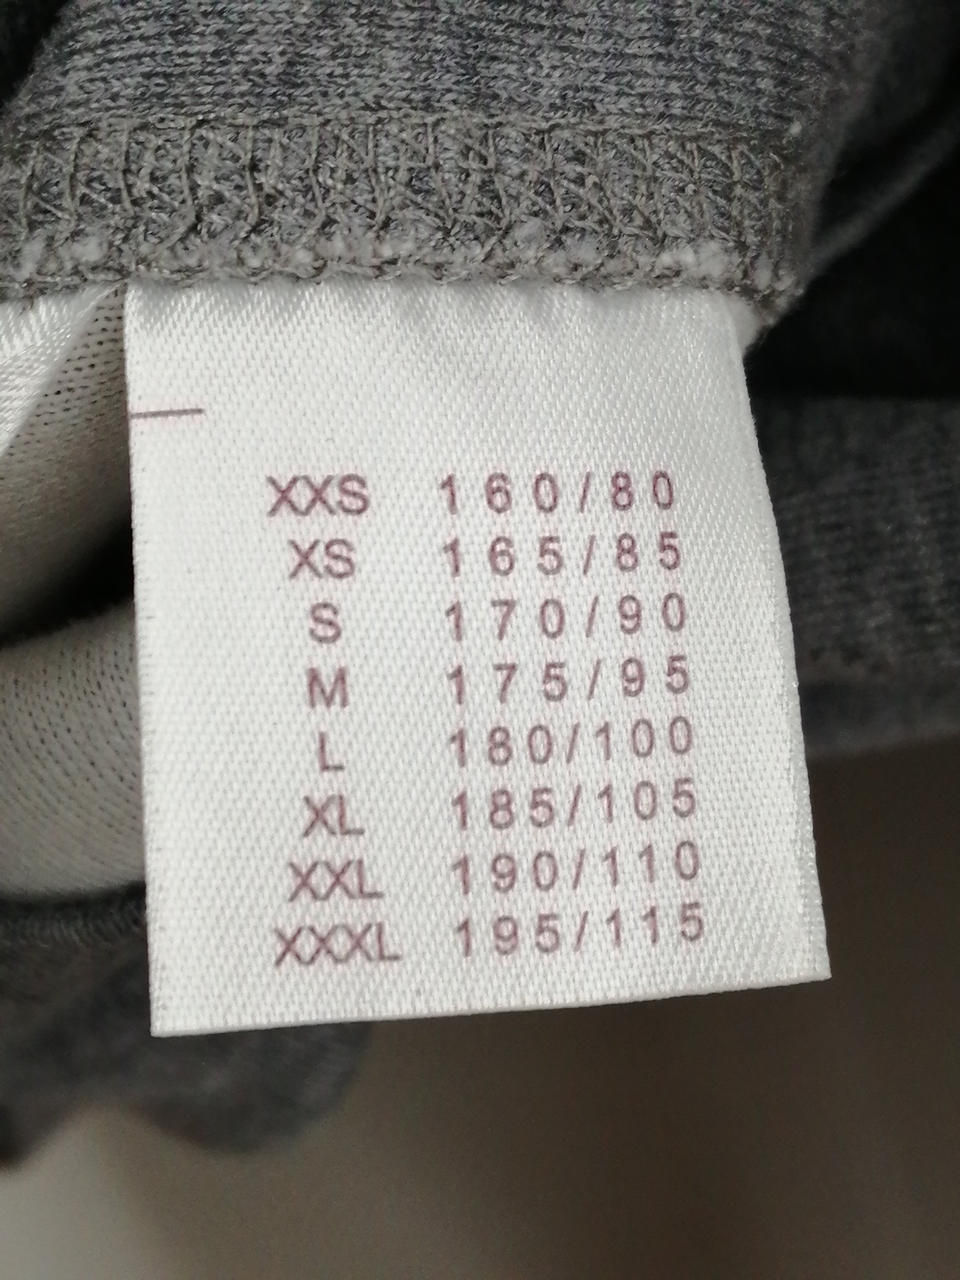 XXS 160/80
XS 165/85
S 170/90
M 175/95
L 180/100
XL 185/105
XXL 190/110
XXXL 195/115